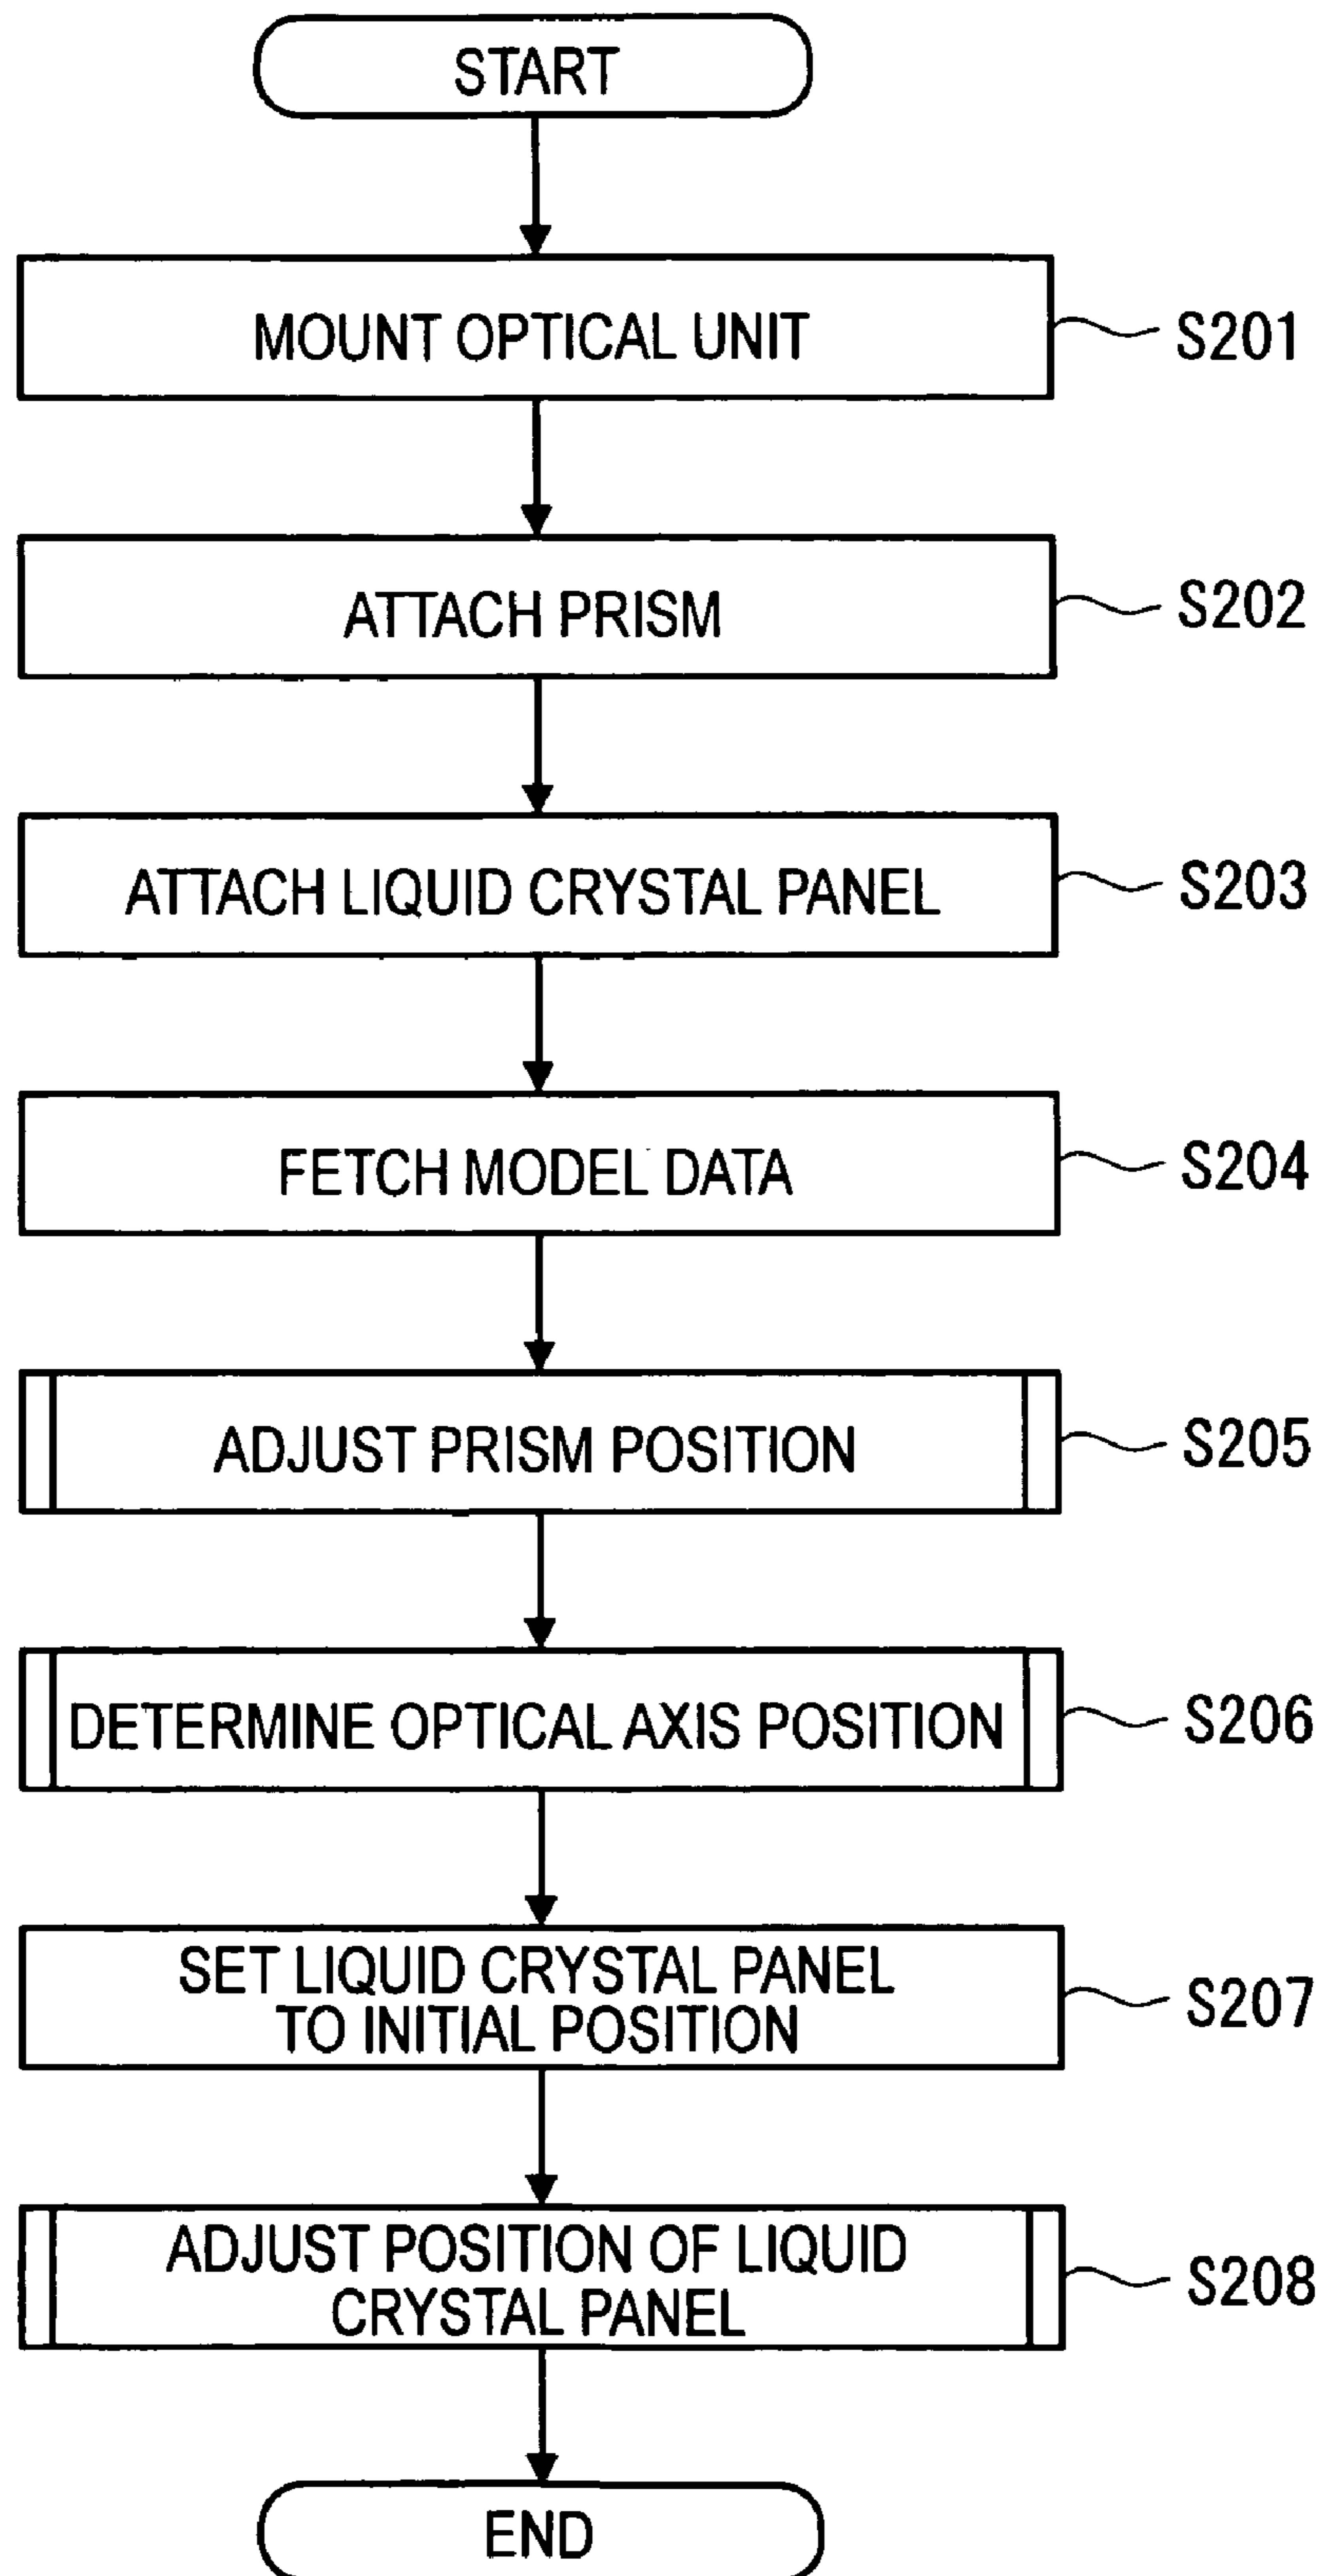 START
MOUNT OPTICAL UNIT
S201
ATTACH PRISM
S202
ATTACH LIQUID CRYSTAL PANEL
S203
FETCH MODEL DATA
S204
ADJUST PRISM POSITION
S205
DETERMINE OPTICAL AXIS POSITION
S206
SET LIQUID CRYSTAL PANEL
TO INITIAL POSITION
S207
ADJUST POSITION OF LIQUID
CRYSTAL PANEL
S208
END